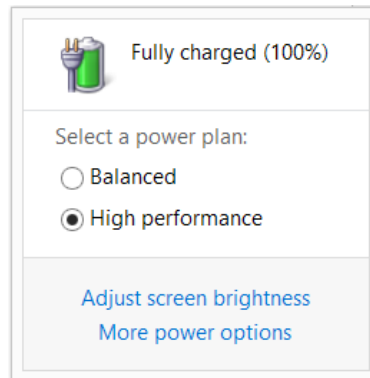 Fully charged (100%)
Select a power plan:
Balanced
High performance
Adjust screen brightness
More power options